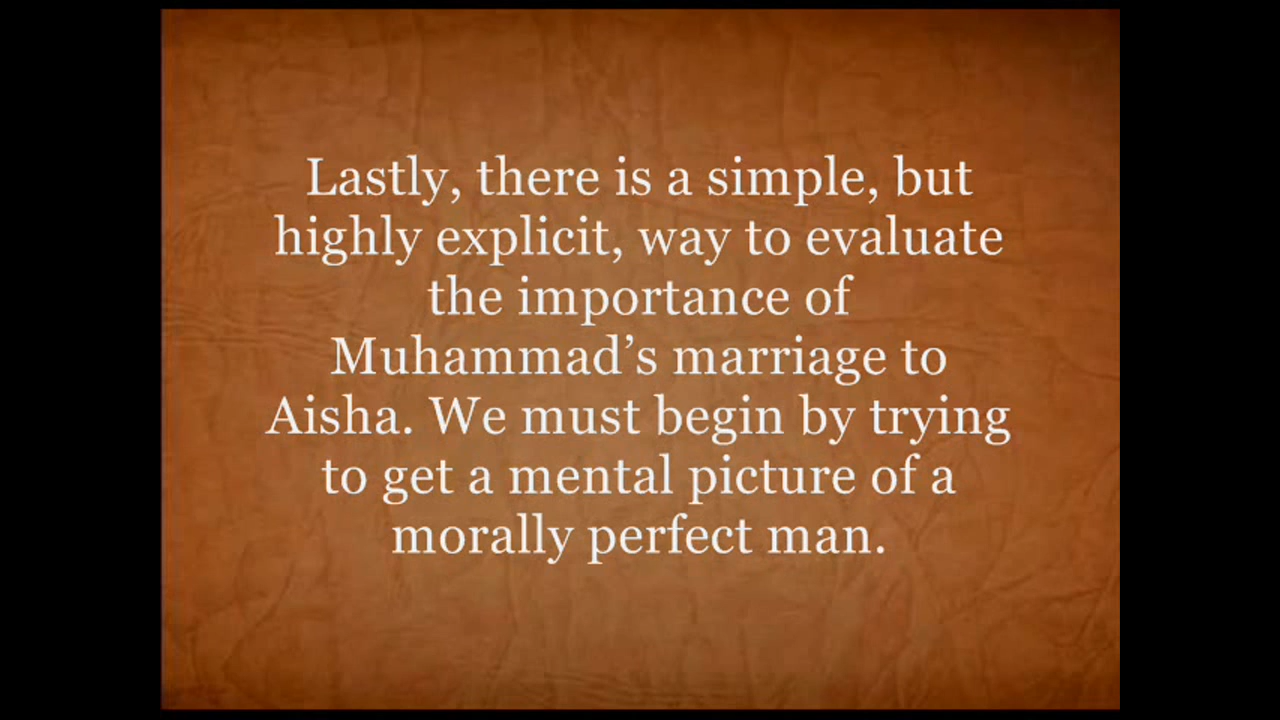 Lastly, there is a simple, but
highly explicit, way to evaluate
the importance of
Muhammad’s marriage to
Aisha. We must begin by trying
to get a mental picture of a
morally perfect man.